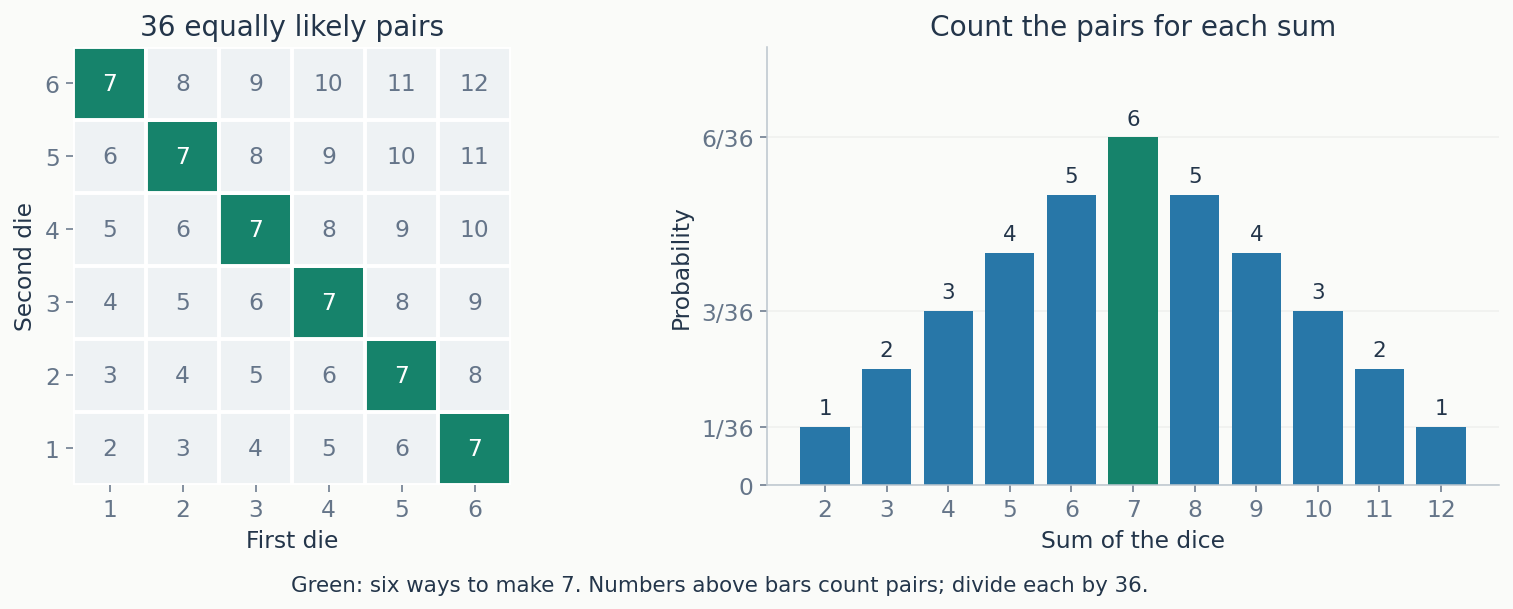 36 equally likely pairs
6 7 8 9 10 11 12
5 6 7 8 9 10 11
4 5 6 7 8 9 10
3 4 5 6 7 8 9
2 3 4 5 6 7 8
1 2 3 4 5 6 7
1 2 3 4 5 6
Second die
First die
Count the pairs for each sum
Probability
6/36
3/36
1/36
0
1 2 3 4 5 6 5 4 3 2 1
2 3 4 5 6 7 8 9 10 11 12
Sum of the dice
Green: six ways to make 7. Numbers above bars count pairs; divide each by 36.